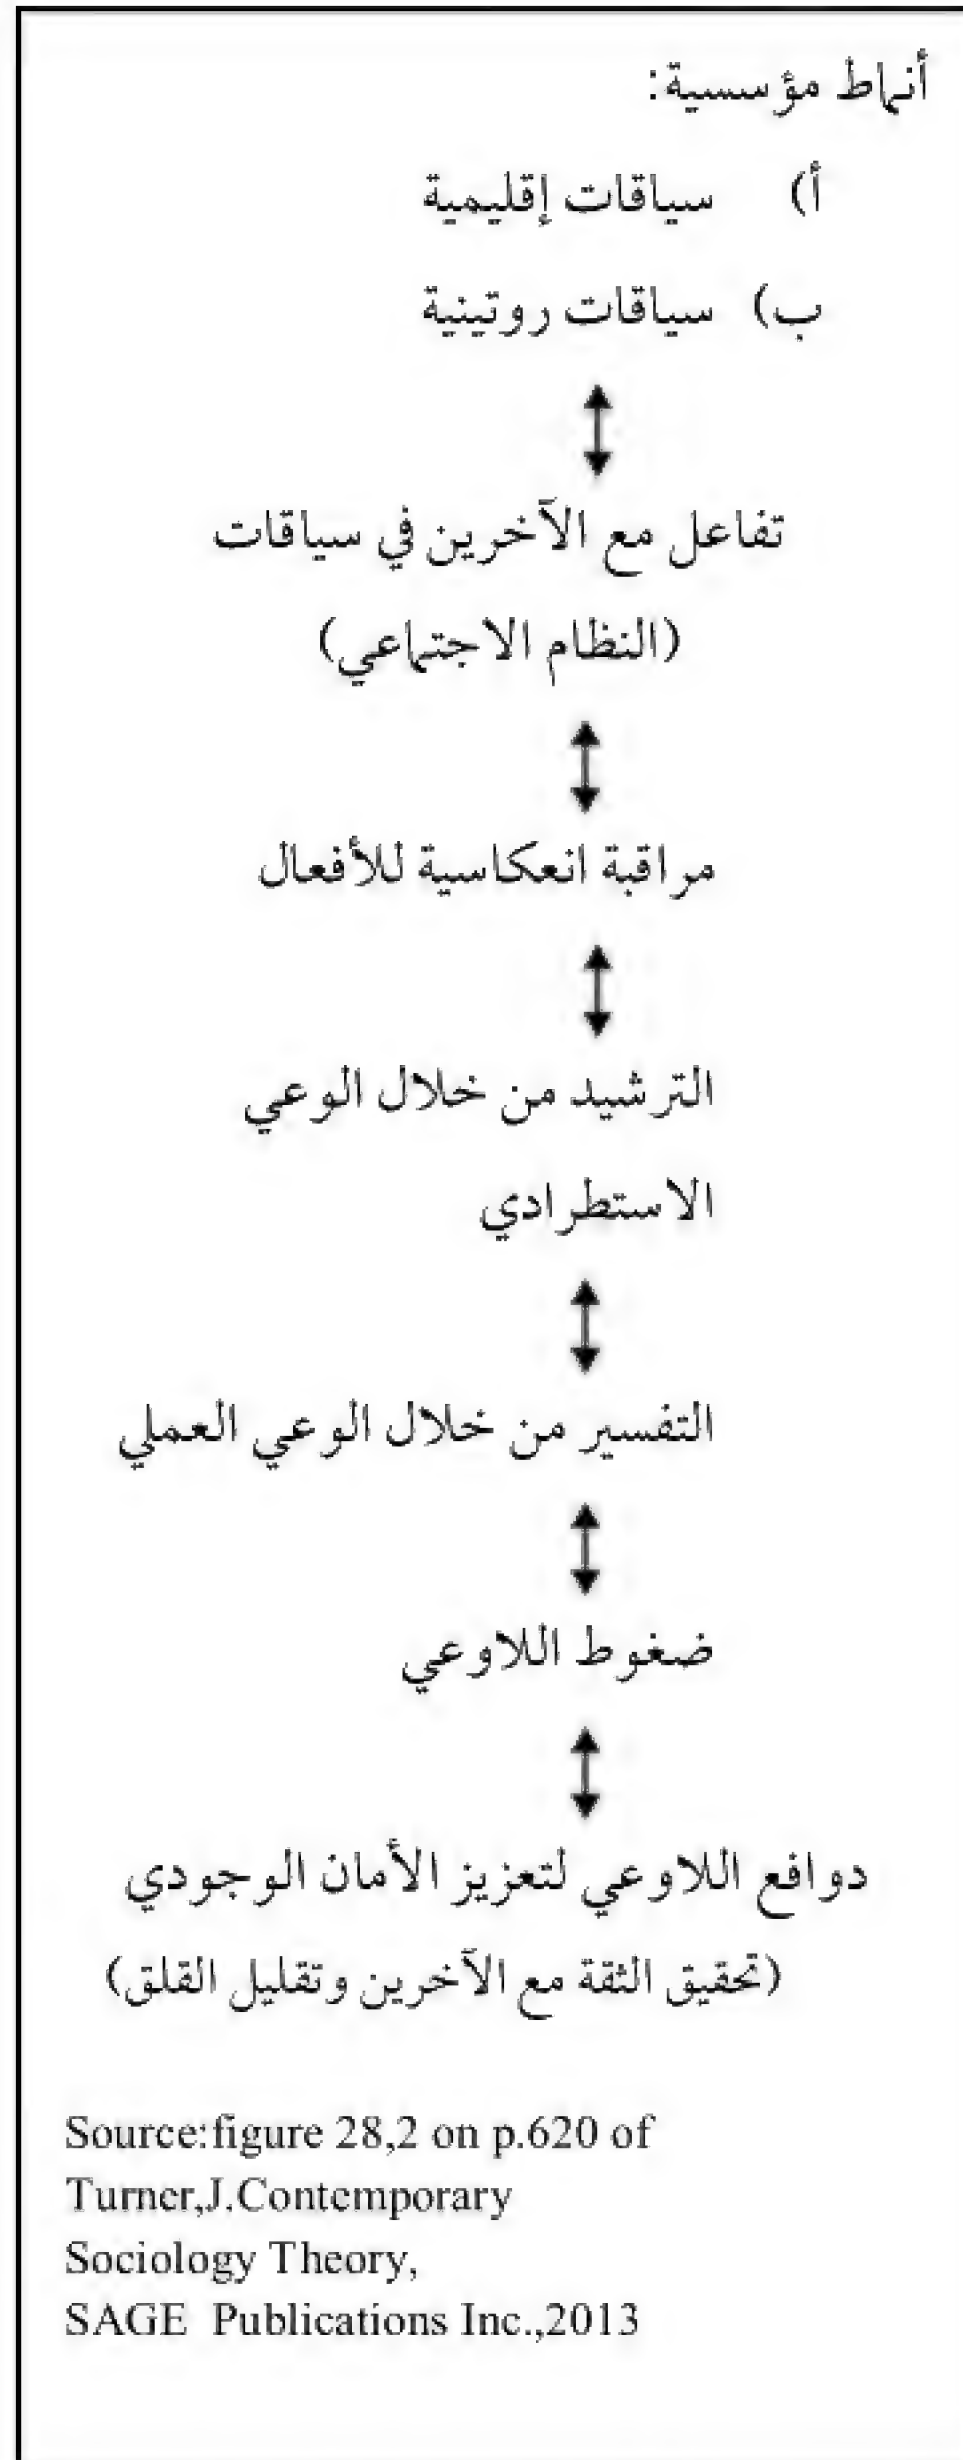 أنماط مؤسسية:
أ) سياقات إقليمية
ب) سياقات روتينية
تفاعل مع الآخرين في سياقات
(النظام الاجتماعي)
مراقبة انعكاسية للأفعال
الترشيد من خلال الوعي
الاستطرادي
التفسير من خلال الوعي العملي
ضغوط اللاوعي
دوافع اللاوعي لتعزيز الأمان الوجودي
(تحقيق الثقة مع الآخرين وتقليل القلق)
Source:figure 28,2 on p.620 of
Turner,J.Contemporary
Sociology Theory,
SAGE Publications Inc.,2013